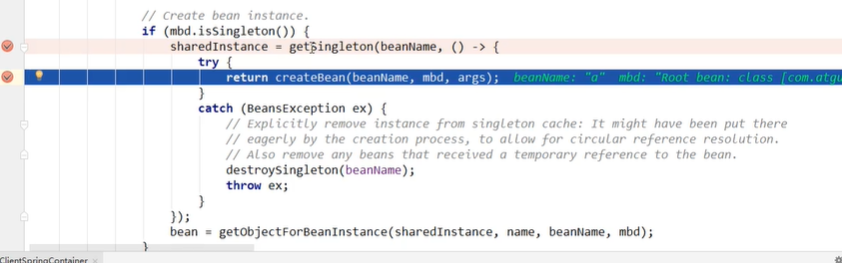 // Create bean instance.
if (mbd.isSingleton()) {
sharedInstance = getSingleton(beanName, () -> {
try {
return createBean(beanName, mbd, args); beanName: "a" mbd: "Root bean: class [com.atgu
}
catch (BeansException ex) {
// Explicitly remove instance from singleton cache: It might have been put there
// eagerly by the creation process, to allow for circular reference resolution.
// Also remove any beans that received a temporary reference to the bean.
destroySingleton(beanName);
throw ex;
}
});
bean = getObjectForBeanInstance(sharedInstance, name, beanName, mbd);
}
ClientSpringContainer ×